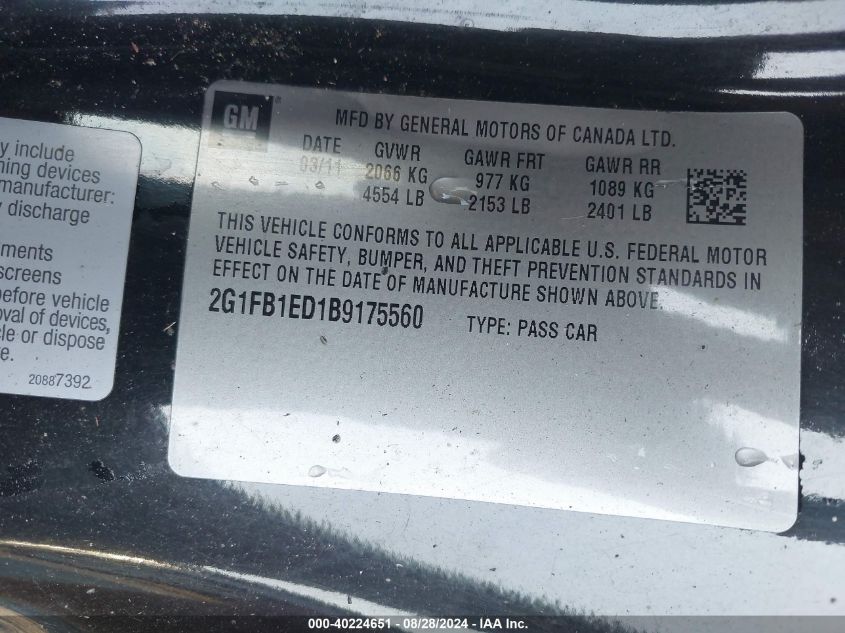 y include
ning devices
manufacturer:
y discharge
ments
screens
before vehicle
oval of devices,
cle or dispose
e.
20887392
GM
MFD BY GENERAL MOTORS OF CANADA LTD.
DATE GVWR GAWR FRT GAWR RR
03/11 2066 KG 977 KG 1089 KG
4554 LB 2153 LB 2401 LB
THIS VEHICLE CONFORMS TO ALL APPLICABLE U.S. FEDERAL MOTOR
VEHICLE SAFETY, BUMPER, AND THEFT PREVENTION STANDARDS IN
EFFECT ON THE DATE OF MANUFACTURE SHOWN ABOVE.
2G1FB1ED1B9175560 TYPE: PASS CAR
000-40224651 - 08/28/2024 - IAA, Inc.